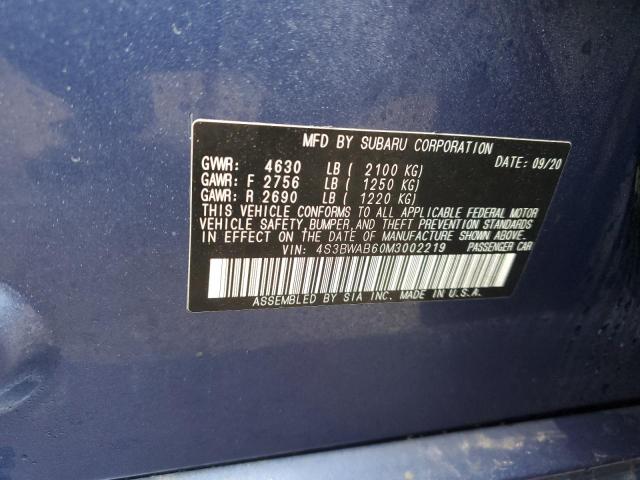 MFD BY SUBARU CORPORATION
GVWR: 4630 LB ( 2100 KG) DATE: 09/20
GAWR: F 2756 LB ( 1250 KG)
GAWR: R 2690 LB ( 1220 KG)
THIS VEHICLE CONFORMS TO ALL APPLICABLE FEDERAL MOTOR
VEHICLE SAFETY, BUMPER, AND THEFT PREVENTION STANDARDS
IN EFFECT ON THE DATE OF MANUFACTURE SHOWN ABOVE.
VIN: 4S3BWAB60M3002219 PASSENGER CAR
ASSEMBLED BY SIA INC. MADE IN U.S.A.